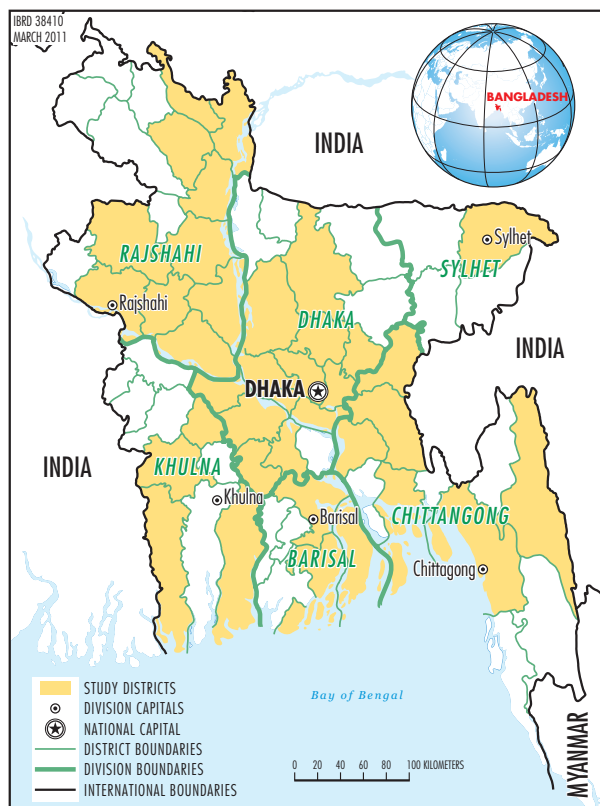 IBRD 38410
MARCH 2011
BANGLADESH
INDIA
RAJSHAHI
Sylhet
SYLHET
Rajshahi
DHAKA
INDIA
DHAKA
INDIA
KHULNA
Khulna
Barisal
CHITTANGONG
BARISAL
Chittagong
STUDY DISTRICTS
DIVISION CAPITALS
NATIONAL CAPITAL
DISTRICT BOUNDARIES
DIVISION BOUNDARIES
INTERNATIONAL BOUNDARIES
Bay of Bengal
0 20 40 60 80 100 KILOMETERS
MYANMAR